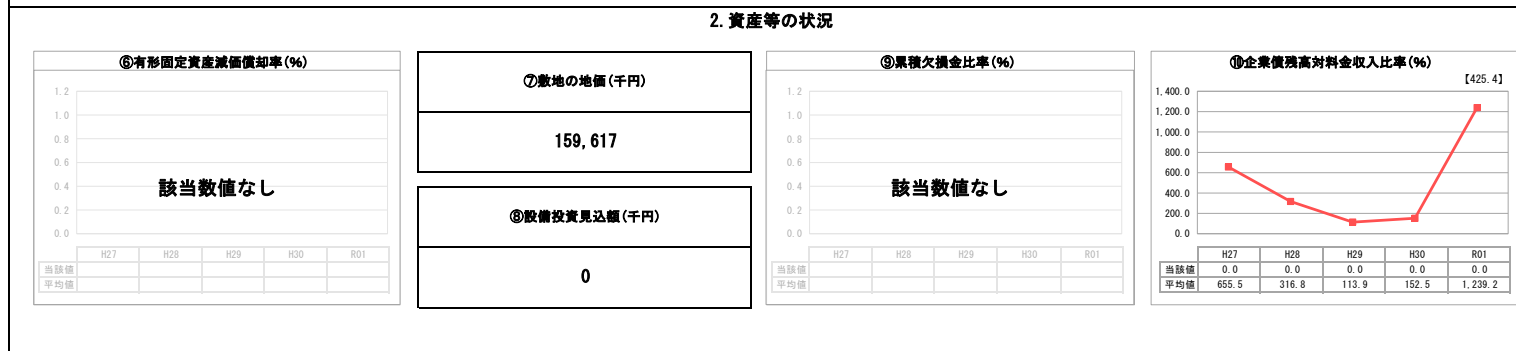 2. 資産等の状況
⑥有形固定資産減価償却率(%)
1.2
1.0
0.8
0.6
0.4
0.2
0.0
該当数値なし
H27 H28 H29 H30 R01
当該値
平均値
⑦敷地の地価(千円)
159,617
⑧設備投資見込額(千円)
0
⑨累積欠損金比率(%)
1.2
1.0
0.8
0.6
0.4
0.2
0.0
該当数値なし
H27 H28 H29 H30 R01
当該値
平均値
⑩企業債残高対料金収入比率(%)
【425.4】
1,400.0
1,200.0
1,000.0
800.0
600.0
400.0
200.0
0.0
H27 H28 H29 H30 R01
当該値 0.0 0.0 0.0 0.0 0.0
平均値 655.5 316.8 113.9 152.5 1,239.2